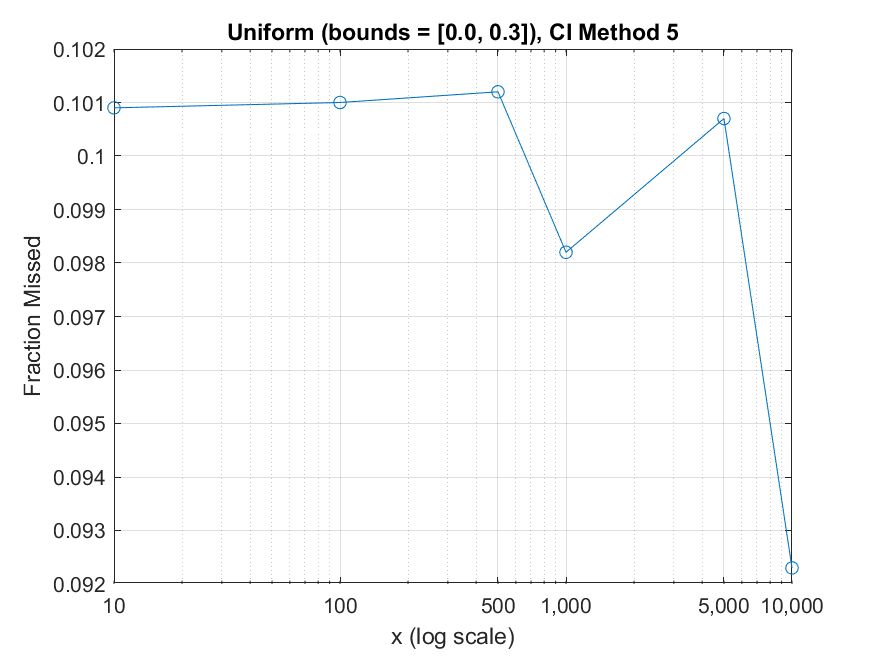 Uniform (bounds = [0.0, 0.3]), CI Method 5
0.102
0.101
0.1
0.099
0.098
0.097
0.096
0.095
0.094
0.093
0.092
Fraction Missed
10 100 500 1,000 5,000 10,000
x (log scale)